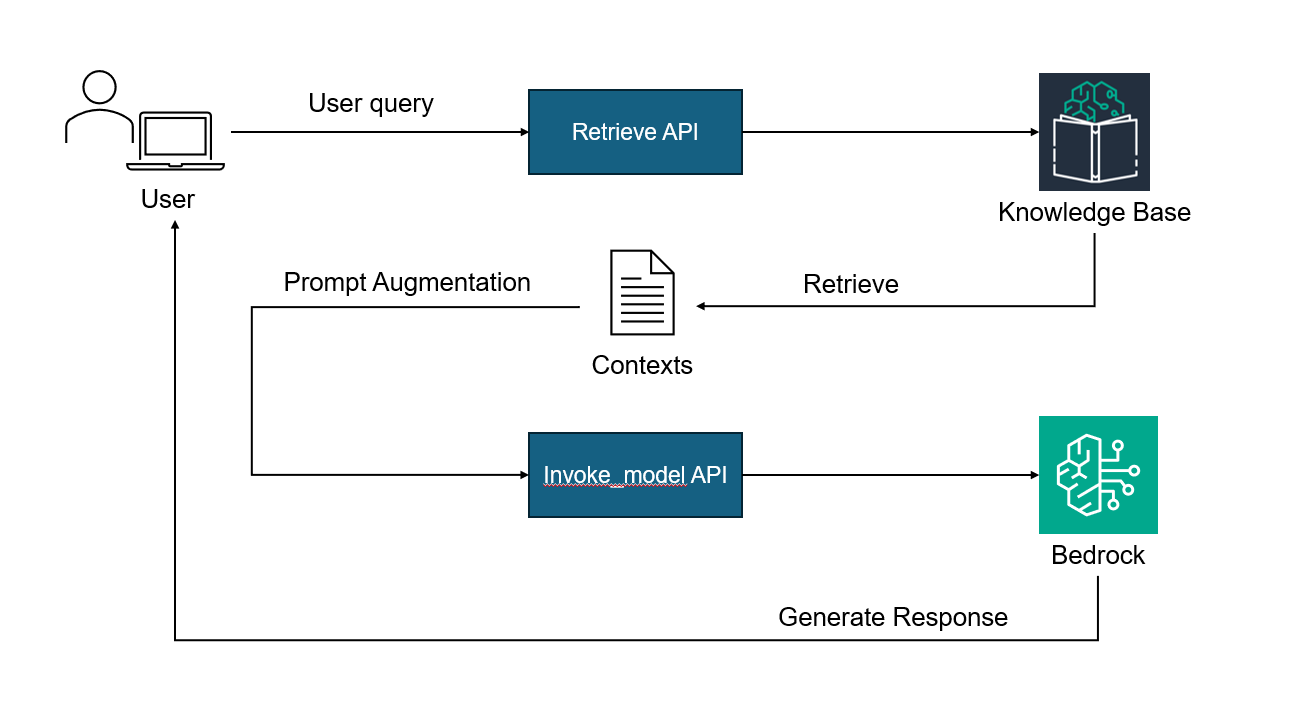 User query
Retrieve API
User
Knowledge Base
Prompt Augmentation
Retrieve
Contexts
Invoke_model API
Bedrock
Generate Response